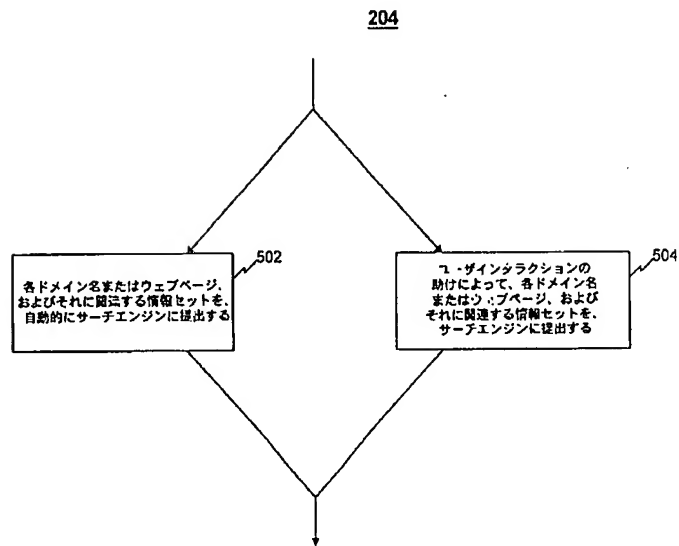 204
502
各ドメイン名またはウェブページ、
およびそれに関連する情報セットを、
自動的にサーチエンジンに提出する
504
ユーザインタラクションの
助けによって、各ドメイン名
またはウェブページ、および
それに関連する情報セットを、
サーチエンジンに提出する